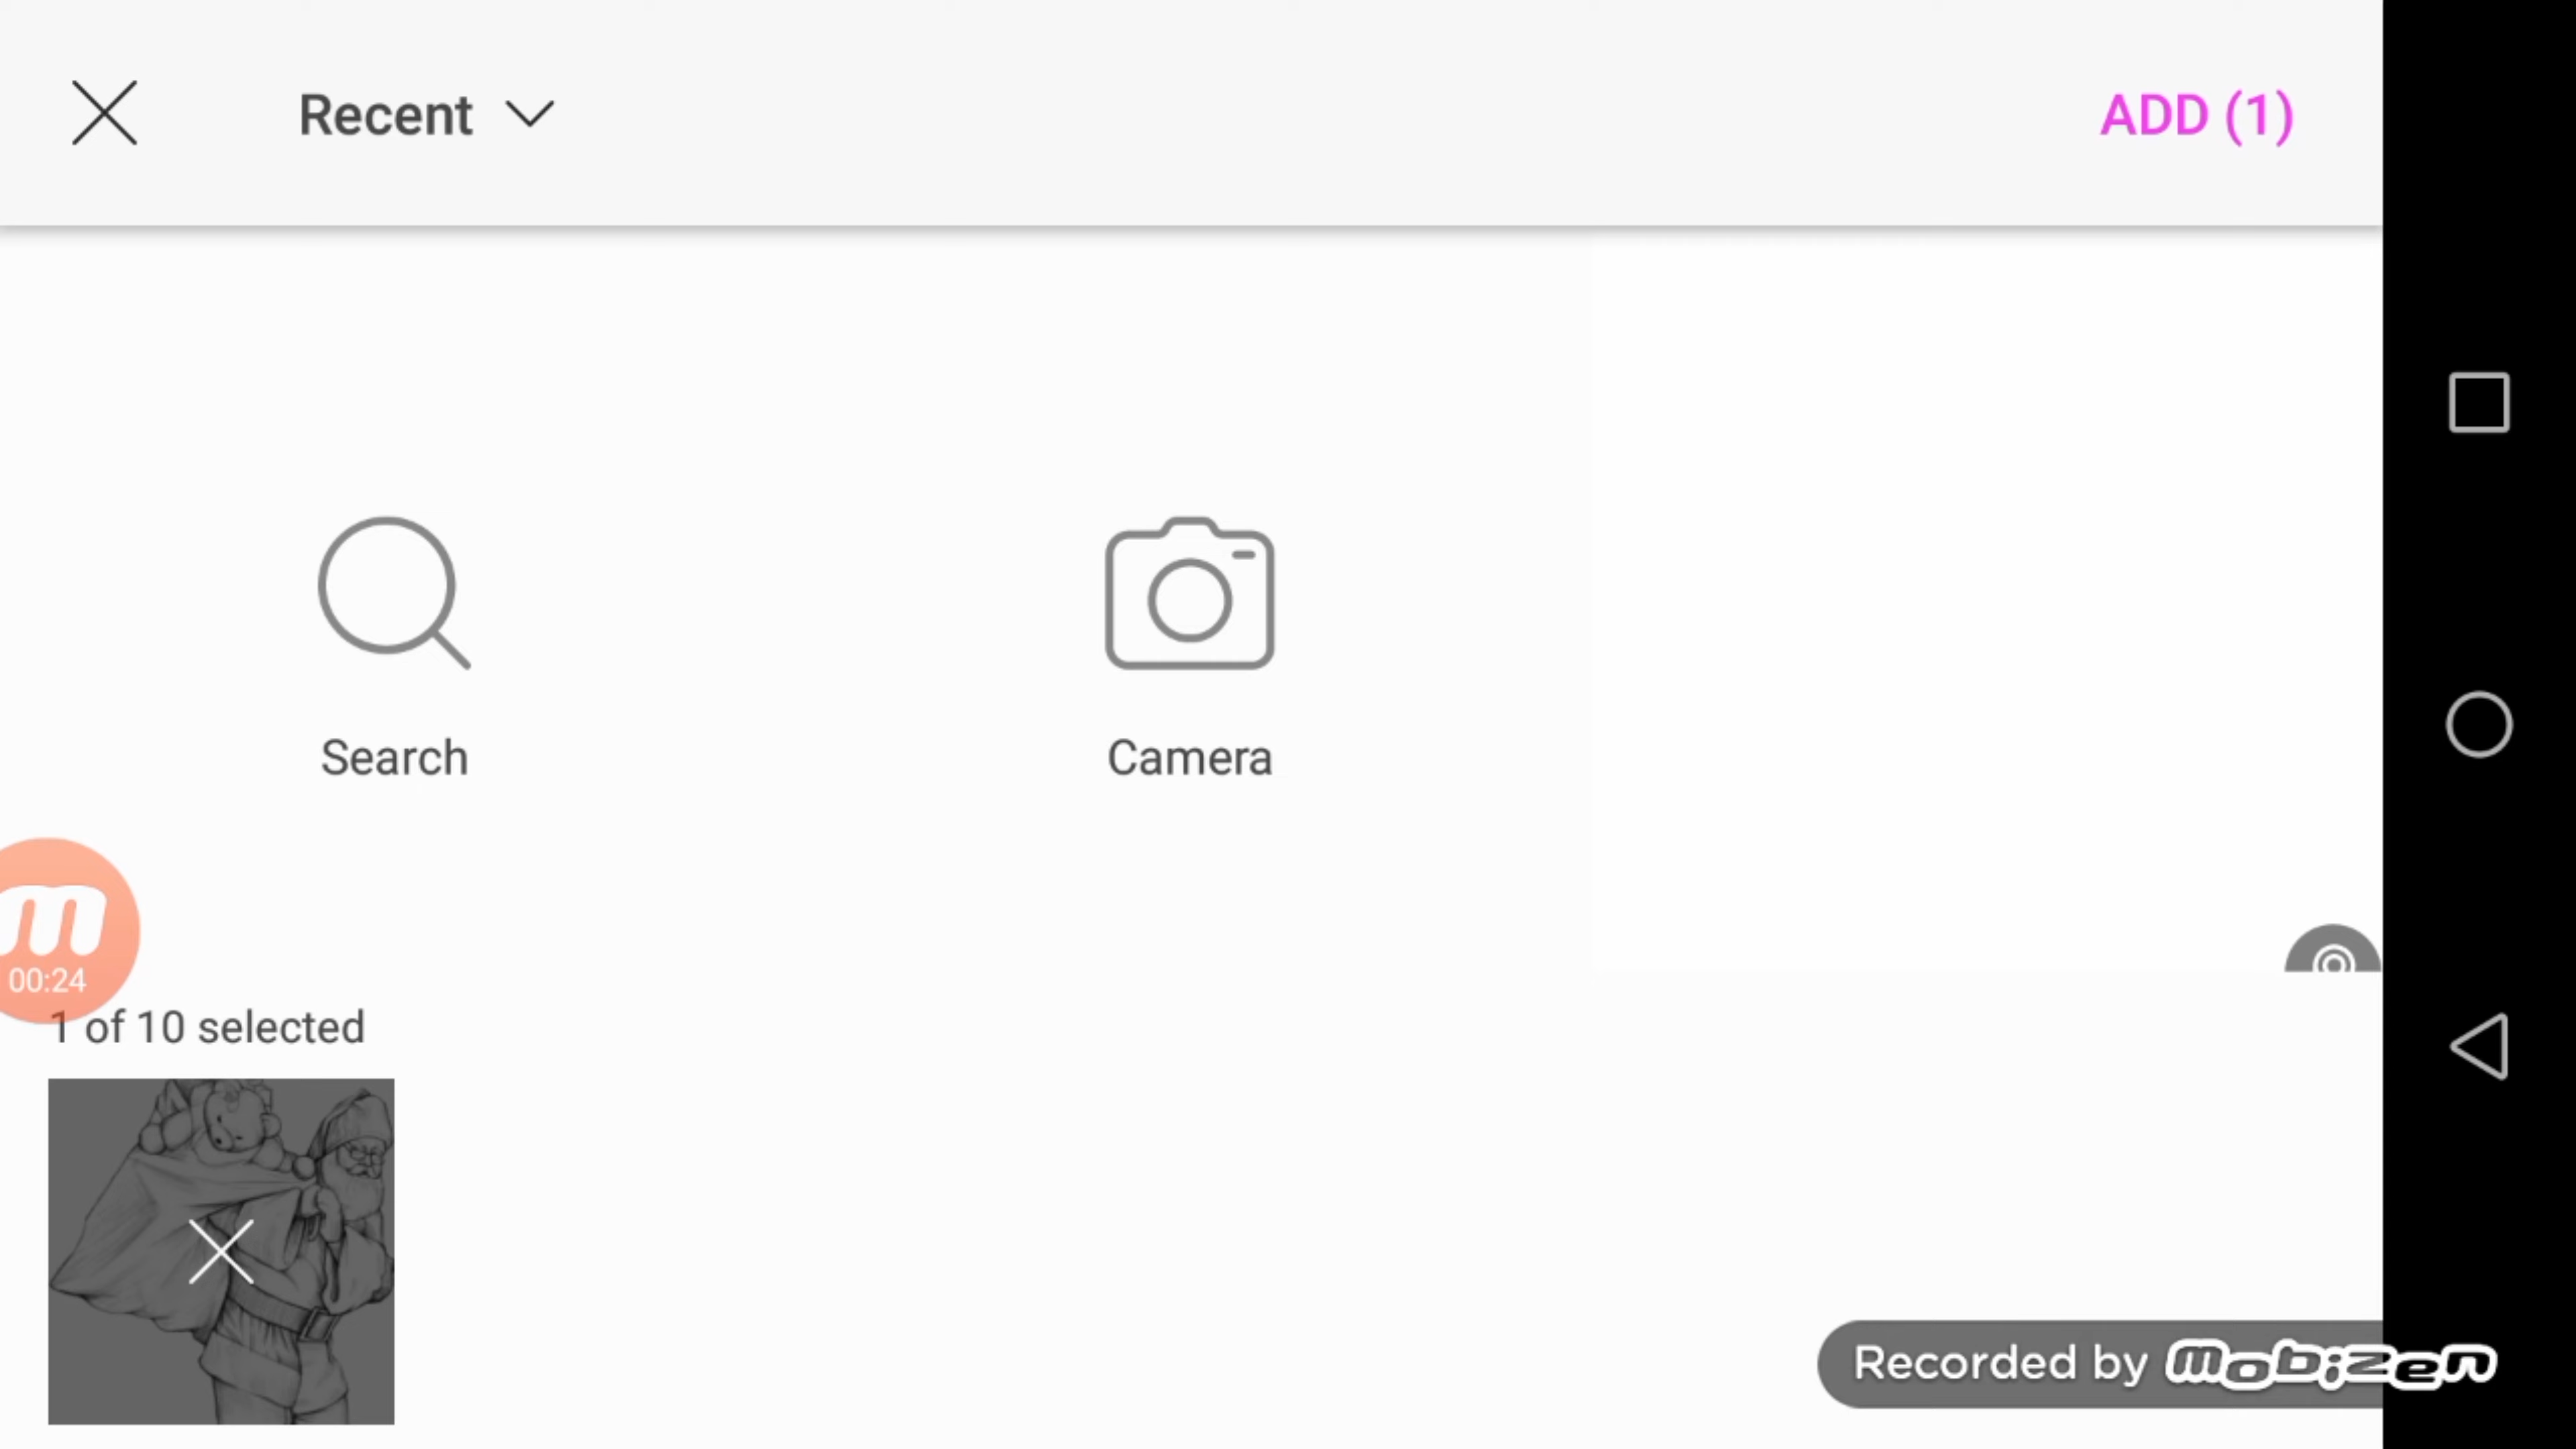 Recent
ADD (1)
Search
Camera
m
00:24
1 of 10 selected
Recorded by mobizen